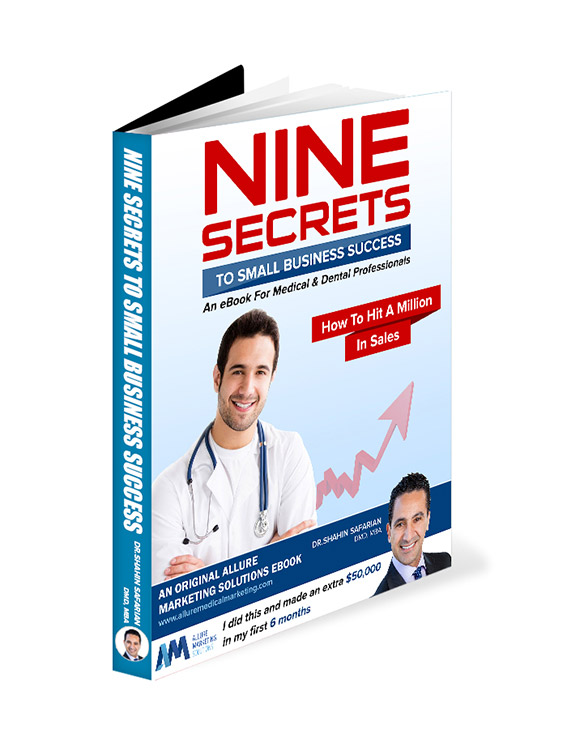 NINE SECRETS TO SMALL BUSINESS SUCCESS
DR.SHAHIN SAFARIAN
DMD, MBA
NINE
SECRETS
TO SMALL BUSINESS SUCCESS
An eBook For Medical & Dental Professionals
How To Hit A Million
In Sales
DR.SHAHIN SAFARIAN
DMD, MBA
AN ORIGINAL ALLURE
MARKETING SOLUTIONS EBOOK
www.alluremedicalmarketing.com
AM
ALLURE
MARKETING
SOLUTIONS
I did this and made an extra $50,000
in my first 6 months